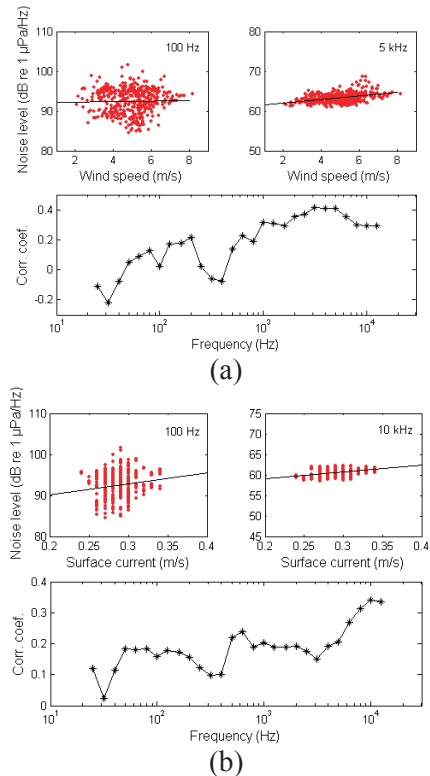 (a)
Noise level (dB re 1 μPa/Hz)
110
100
90
80
100 Hz
2 4 6 8
Wind speed (m/s)
80
70
60
50
5 kHz
2 4 6 8
Wind speed (m/s)
Corr. coef.
0.4
0.2
0
-0.2
10^1 10^2 10^3 10^4
Frequency (Hz)
(a)
Noise level (dB re 1 μPa/Hz)
110
100
90
80
100 Hz
0.2 0.25 0.3 0.35 0.4
Surface current (m/s)
75
70
65
60
55
50
45
10 kHz
0.2 0.25 0.3 0.35 0.4
Surface current (m/s)
Corr. coef.
0.4
0.3
0.2
0.1
0
10^1 10^2 10^3 10^4
Frequency (Hz)
(b)